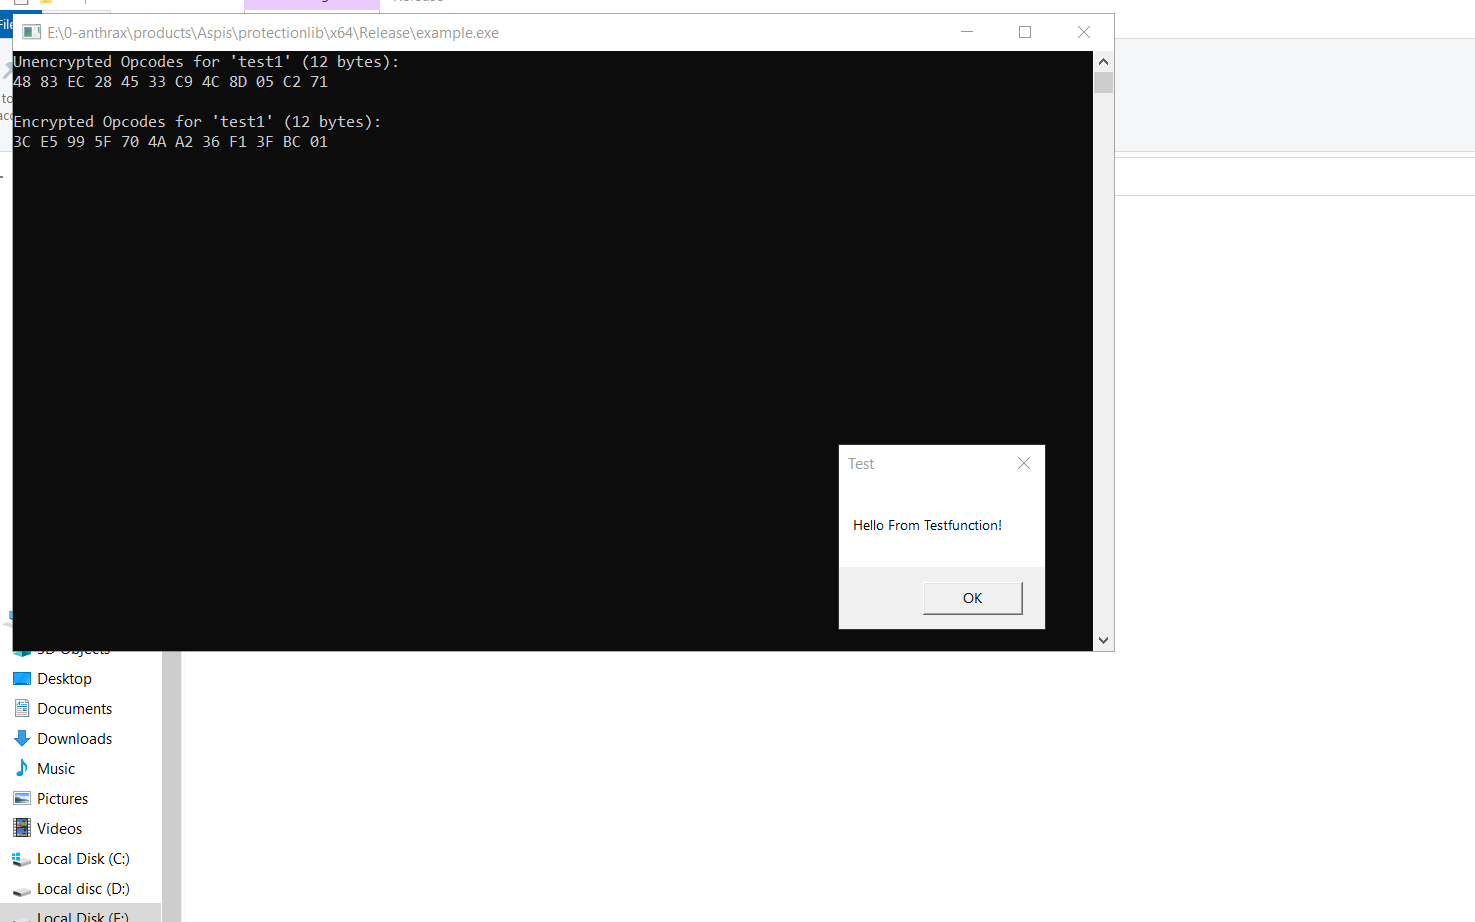 File
E:\0-anthrax\products\Aspis\protectionlib\x64\Release\example.exe
Unencrypted Opcodes for 'test1' (12 bytes):
48 83 EC 28 45 33 C9 4C 8D 05 C2 71
Encrypted Opcodes for 'test1' (12 bytes):
3C E5 99 5F 70 4A A2 36 F1 3F BC 01
Test
Hello From Testfunction!
OK
3D Objects
Desktop
Documents
Downloads
Music
Pictures
Videos
Local Disk (C:)
Local disc (D:)
Local Disk (E:)